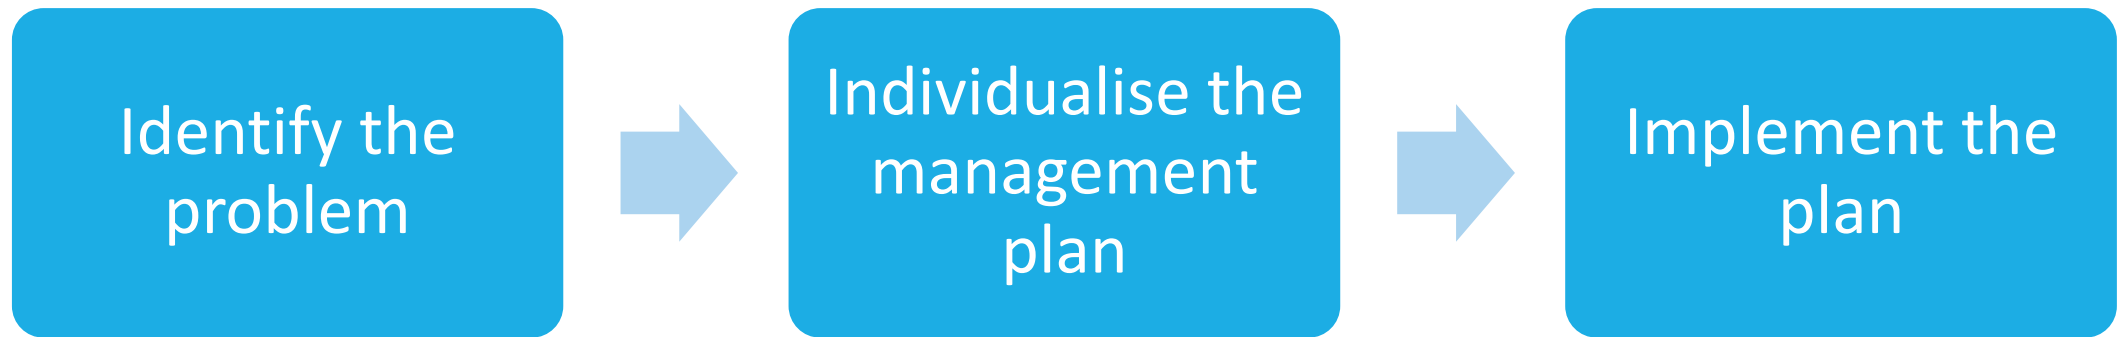 Identify the
problem
Individualise the
management
plan
Implement the
plan